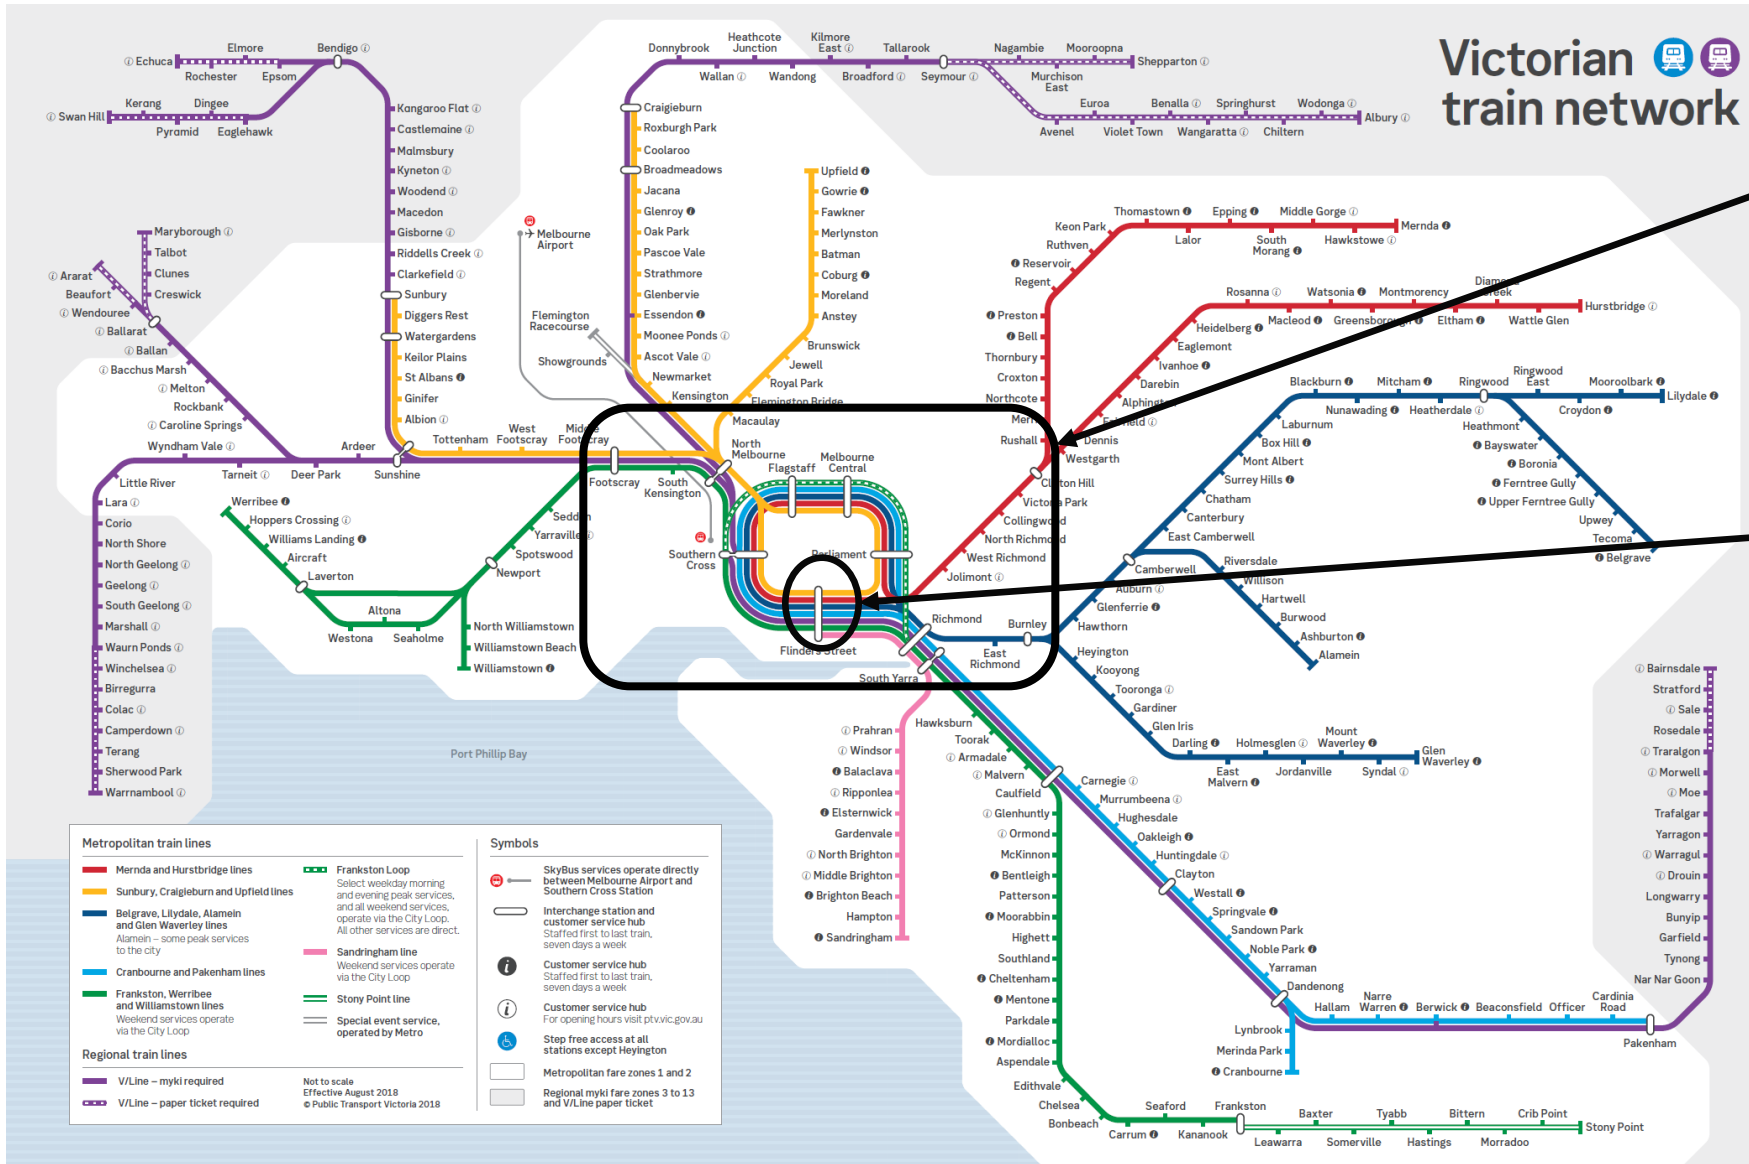 Victorian
train network
Echuca
Elmore
Bendigo
Rochester
Epsom
Swan Hill
Kerang
Dingee
Pyramid
Eaglehawk
Kangaroo Flat
Castlemaine
Malmsbury
Kyneton
Woodend
Macedon
Gisborne
Riddells Creek
Clarkefield
Sunbury
Diggers Rest
Watergardens
Keilor Plains
St Albans
Ginifer
Albion
Maryborough
Talbot
Clunes
Creswick
Ararat
Beaufort
Wendouree
Ballarat
Ballan
Bacchus Marsh
Melton
Rockbank
Caroline Springs
Wyndham Vale
Ardeer
Tarneit
Deer Park
Sunshine
Tottenham
West
Footscray
Middle
Footscray
Little River
Lara
Corio
North Shore
North Geelong
Geelong
South Geelong
Marshall
Waurn Ponds
Winchelsea
Birregurra
Colac
Camperdown
Terang
Sherwood Park
Warrnambool
Werribee
Hoppers Crossing
Williams Landing
Aircraft
Laverton
Altona
Westona
Seaholme
Newport
Spotswood
Yarraville
Seddon
Footscray
South
Kensington
North Williamstown
Williamstown Beach
Williamstown
Donnybrook
Heathcote
Junction
Kilmore
East
Tallarook
Nagambie
Mooroopna
Wallan
Wandong
Broadford
Seymour
Murchison
East
Shepparton
Euroa
Benalla
Springhurst
Wodonga
Avenel
Violet Town
Wangaratta
Chiltern
Albury
Craigieburn
Roxburgh Park
Coolaroo
Broadmeadows
Jacana
Glenroy
Oak Park
Pascoe Vale
Strathmore
Glenbervie
Essendon
Moonee Ponds
Ascot Vale
Newmarket
Kensington
Melbourne
Airport
Flemington
Racecourse
Showgrounds
Upfield
Gowrie
Fawkner
Merlynston
Batman
Coburg
Moreland
Anstey
Brunswick
Jewell
Royal Park
Flemington Bridge
Macaulay
North
Melbourne
Flagstaff
Melbourne
Central
Southern
Cross
Parliament
Flinders Street
Thomastown
Epping
Middle Gorge
Keon Park
Mernda
Lalor
South
Morang
Hawkstowe
Ruthven
Reservoir
Regent
Preston
Bell
Thornbury
Croxton
Northcote
Merri
Rushall
Rosanna
Watsonia
Montmorency
Diamond
Creek
Hurstbridge
Macleod
Greensborough
Eltham
Wattle Glen
Heidelberg
Eaglemont
Ivanhoe
Darebin
Alphington
Fairfield
Dennis
Westgarth
Clifton Hill
Victoria Park
Collingwood
North Richmond
West Richmond
Jolimont
Blackburn
Mitcham
Ringwood
Ringwood
East
Mooroolbark
Lilydale
Nunawading
Heatherdale
Croydon
Laburnum
Box Hill
Mont Albert
Surrey Hills
Chatham
Canterbury
East Camberwell
Camberwell
Auburn
Glenferrie
Hawthorn
Heathmont
Bayswater
Boronia
Ferntree Gully
Upper Ferntree Gully
Upwey
Tecoma
Belgrave
Riversdale
Willison
Hartwell
Burwood
Ashburton
Alamein
Richmond
Burnley
East
Richmond
South Yarra
Heyington
Kooyong
Tooronga
Gardiner
Glen Iris
Darling
Holmesglen
Mount
Waverley
Glen
Waverley
East
Malvern
Jordanville
Syndal
Prahran
Windsor
Balaclava
Ripponlea
Elsternwick
Gardenvale
North Brighton
Middle Brighton
Brighton Beach
Hampton
Sandringham
Hawksburn
Toorak
Armadale
Malvern
Caulfield
Glenhuntly
Ormond
McKinnon
Bentleigh
Patterson
Moorabbin
Highett
Southland
Cheltenham
Mentone
Parkdale
Mordialloc
Aspendale
Edithvale
Chelsea
Bonbeach
Carrum
Seaford
Kananook
Frankston
Leawarra
Baxter
Somerville
Tyabb
Hastings
Bittern
Morradoo
Crib Point
Stony Point
Carnegie
Murrumbeena
Hughesdale
Oakleigh
Huntingdale
Clayton
Westall
Springvale
Sandown Park
Noble Park
Yarraman
Dandenong
Hallam
Narre
Warren
Berwick
Beaconsfield
Officer
Cardinia
Road
Pakenham
Lynbrook
Merinda Park
Cranbourne
Bairnsdale
Stratford
Sale
Rosedale
Traralgon
Morwell
Moe
Trafalgar
Yarragon
Warragul
Drouin
Longwarry
Bunyip
Garfield
Tynong
Nar Nar Goon
Port Phillip Bay
Metropolitan train lines
Mernda and Hurstbridge lines
Sunbury, Craigieburn and Upfield lines
Belgrave, Lilydale, Alamein
and Glen Waverley lines
Alamein – some peak services
to the city
Cranbourne and Pakenham lines
Frankston, Werribee
and Williamstown lines
Weekend services operate
via the City Loop
Frankston Loop
Select weekday morning
and evening peak services,
and all weekend services,
operate via the City Loop.
All other services are direct.
Sandringham line
Weekend services operate
via the City Loop
Stony Point line
Special event service,
operated by Metro
Regional train lines
V/Line – myki required
V/Line – paper ticket required
Not to scale
Effective August 2018
© Public Transport Victoria 2018
Symbols
SkyBus services operate directly
between Melbourne Airport and
Southern Cross Station
Interchange station and
customer service hub
Staffed first to last train,
seven days a week
Customer service hub
Staffed first to last train,
seven days a week
Customer service hub
For opening hours visit ptv.vic.gov.au
Step free access at all
stations except Heyington
Metropolitan fare zones 1 and 2
Regional myki fare zones 3 to 13
and V/Line paper ticket